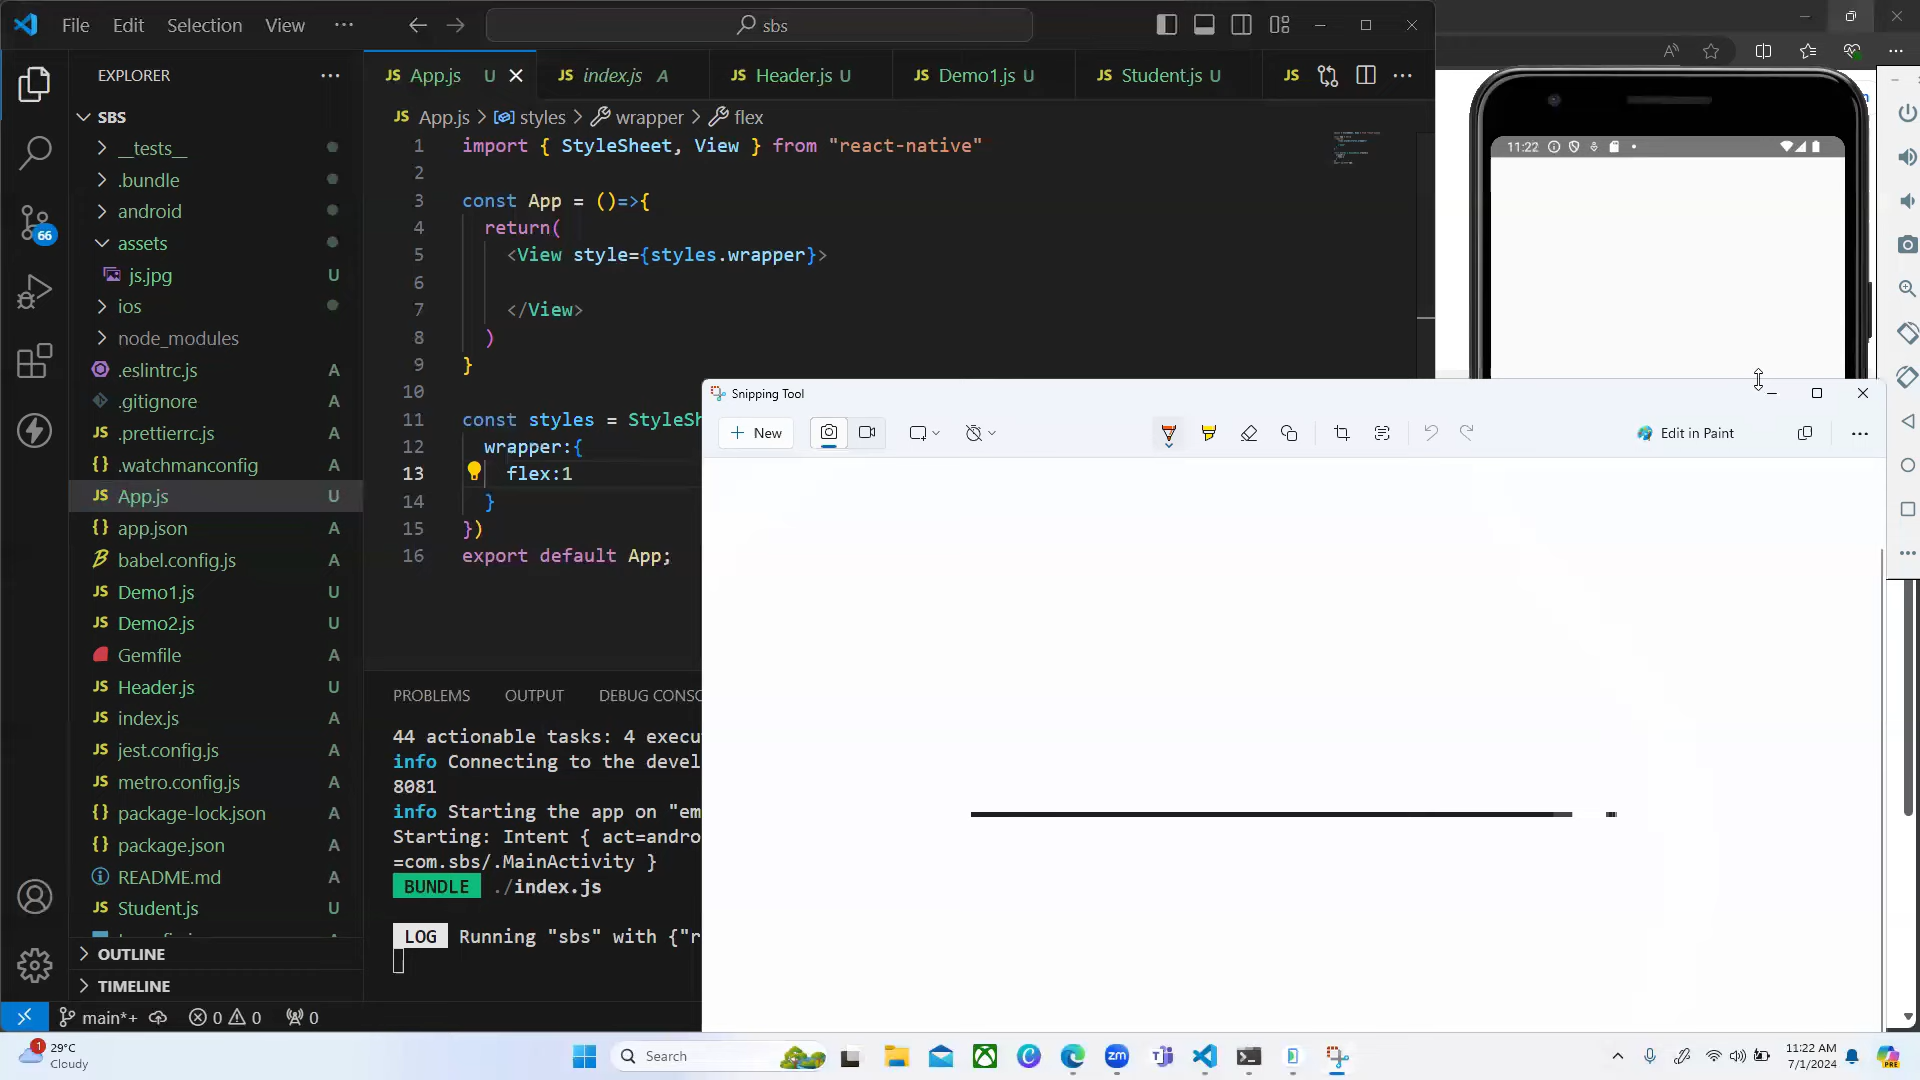 File Edit Selection View ··· sbs
EXPLORER
SBS
__tests__
.bundle
android
assets
js.jpg U
ios
node_modules
.eslintrc.js A
.gitignore A
.prettierrc.js A
.watchmanconfig A
App.js U
app.json A
babel.config.js A
Demo1.js U
Demo2.js U
Gemfile A
Header.js U
index.js A
jest.config.js A
metro.config.js A
package-lock.json A
package.json A
README.md A
Student.js U
OUTLINE
TIMELINE
66
App.js U
index.js A
Header.js U
Demo1.js U
Student.js U
JS
JS App.js > styles > wrapper > flex
1 import { StyleSheet, View } from "react-native"
2
3 const App = ()=>{
4 return(
5 <View style={styles.wrapper}>
6
7 </View>
8 )
9 }
10
11 const styles = StyleSh
12 wrapper:{
13 flex:1
14 }
15 })
16 export default App;
PROBLEMS OUTPUT DEBUG CONSC
44 actionable tasks: 4 execu
info Connecting to the devel
8081
info Starting the app on "em
Starting: Intent { act=andro
=com.sbs/.MainActivity }
BUNDLE ./index.js
LOG Running "sbs" with {"r
main*+ 0 0 0
11:22
Snipping Tool
New
Edit in Paint
1
29°C
Cloudy
Search
zm
11:22 AM
7/1/2024
PRE